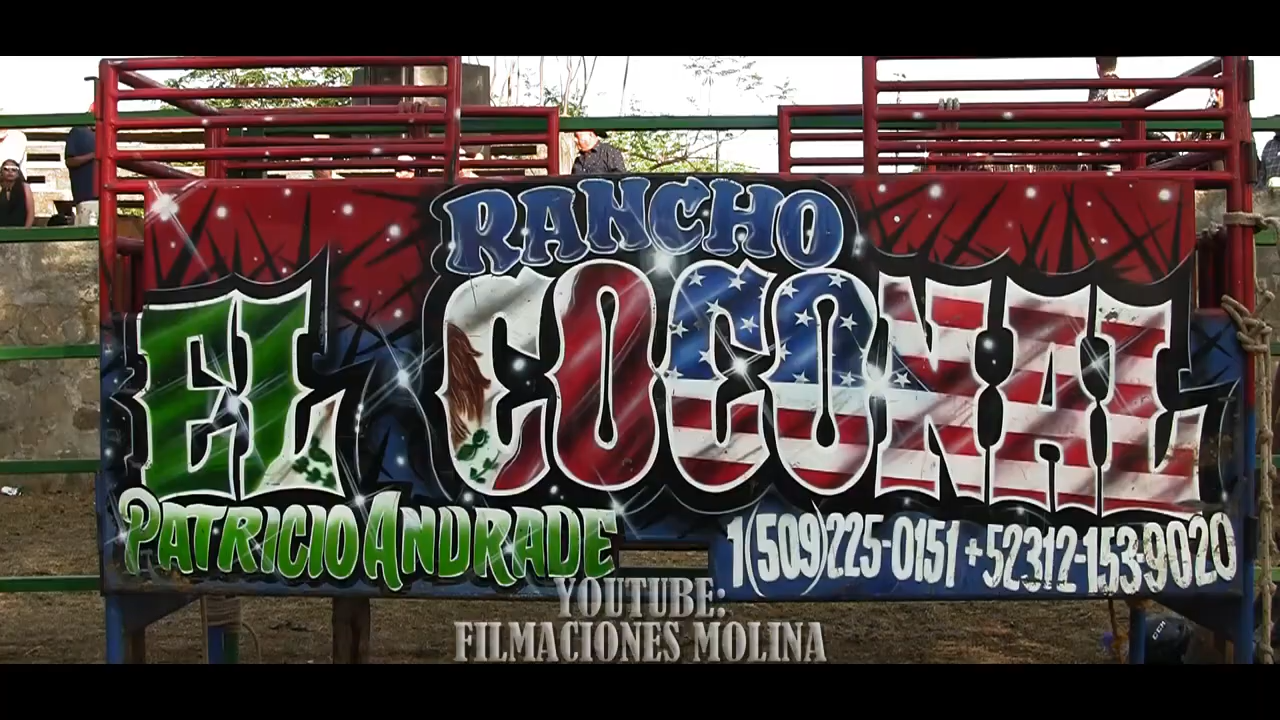 RANCHO
EL COCONAL
PATRICIO ANDRADE
1(509)225-0151 +52312-153-9020
YOUTUBE:
FILMACIONES MOLINA